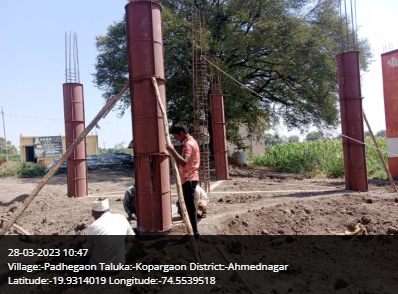 28-03-2023 10:47
Village:-Padhegaon Taluka:-Kopargaon District:-Ahmednagar
Latitude:-19.9314019 Longitude:-74.5539518